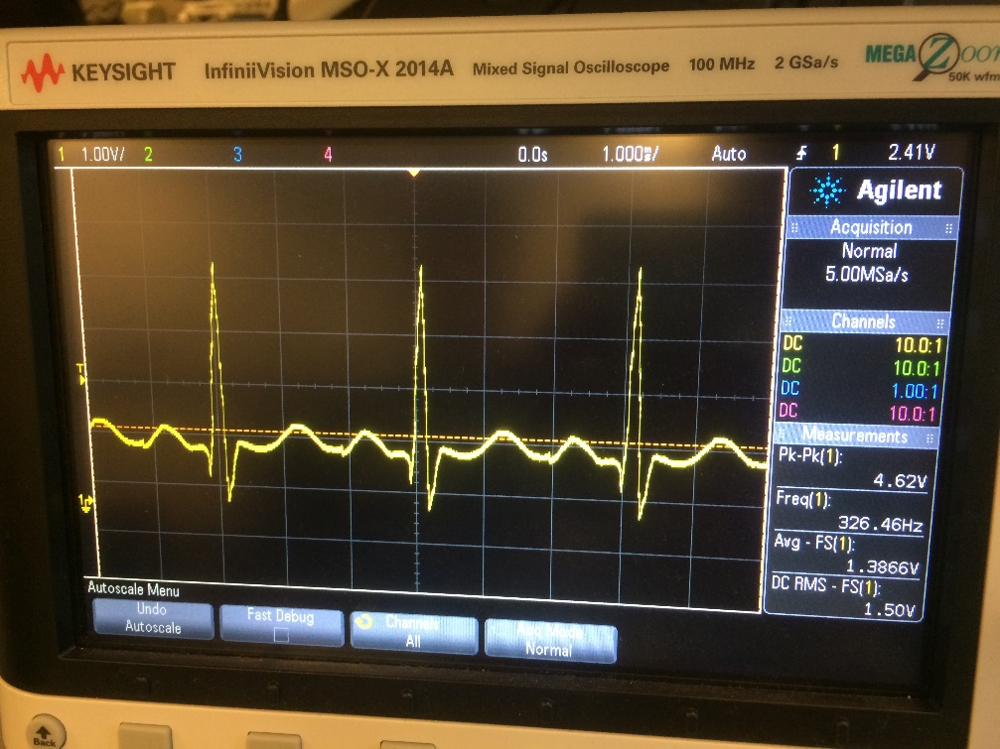 KEYSIGHT InfiniiVision MSO-X 2014A Mixed Signal Oscilloscope 100 MHz 2 GSa/s MEGA Zoom
50K wfm
1 1.00V/ 2 3 4 0.0s 1.000ms/ Auto 1 2.41V
Agilent
Acquisition
Normal
5.00MSa/s
Channels
DC 10.0:1
DC 10.0:1
DC 1.00:1
DC 10.0:1
Measurements
Pk-Pk(1):
4.62V
Freq(1):
326.46Hz
Avg - FS(1):
1.3866V
DC RMS - FS(1):
1.50V
T
1
Autoscale Menu
Undo
Autoscale
Fast Debug
Channels
All
Acq Mode
Normal
Back